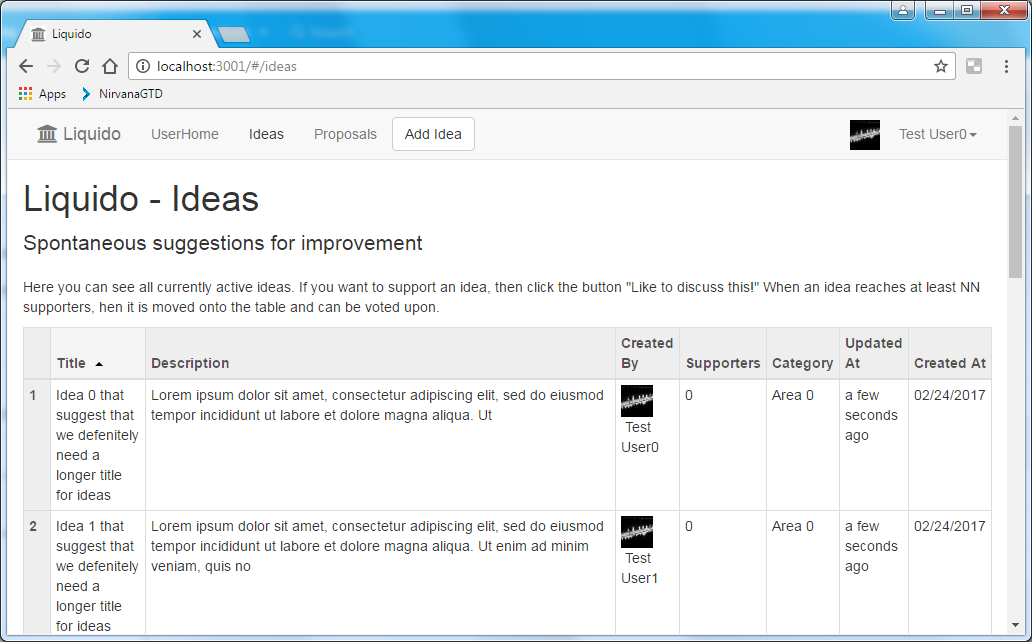 Liquido
localhost:3001/#/ideas
Apps NirvanaGTD
Liquido UserHome Ideas Proposals Add Idea Test User0
Liquido - Ideas
Spontaneous suggestions for improvement
Here you can see all currently active ideas. If you want to support an idea, then click the button "Like to discuss this!" When an idea reaches at least NN
supporters, hen it is moved onto the table and can be voted upon.
Title Description Created By Supporters Category Updated At Created At
1
Idea 0 that
suggest that
we defenitely
need a
longer title
for ideas
Lorem ipsum dolor sit amet, consectetur adipiscing elit, sed do eiusmod
tempor incididunt ut labore et dolore magna aliqua. Ut
Test
User0
0
Area 0
a few
seconds
ago
02/24/2017
2
Idea 1 that
suggest that
we defenitely
need a
longer title
for ideas
Lorem ipsum dolor sit amet, consectetur adipiscing elit, sed do eiusmod
tempor incididunt ut labore et dolore magna aliqua. Ut enim ad minim
veniam, quis no
Test
User1
0
Area 0
a few
seconds
ago
02/24/2017